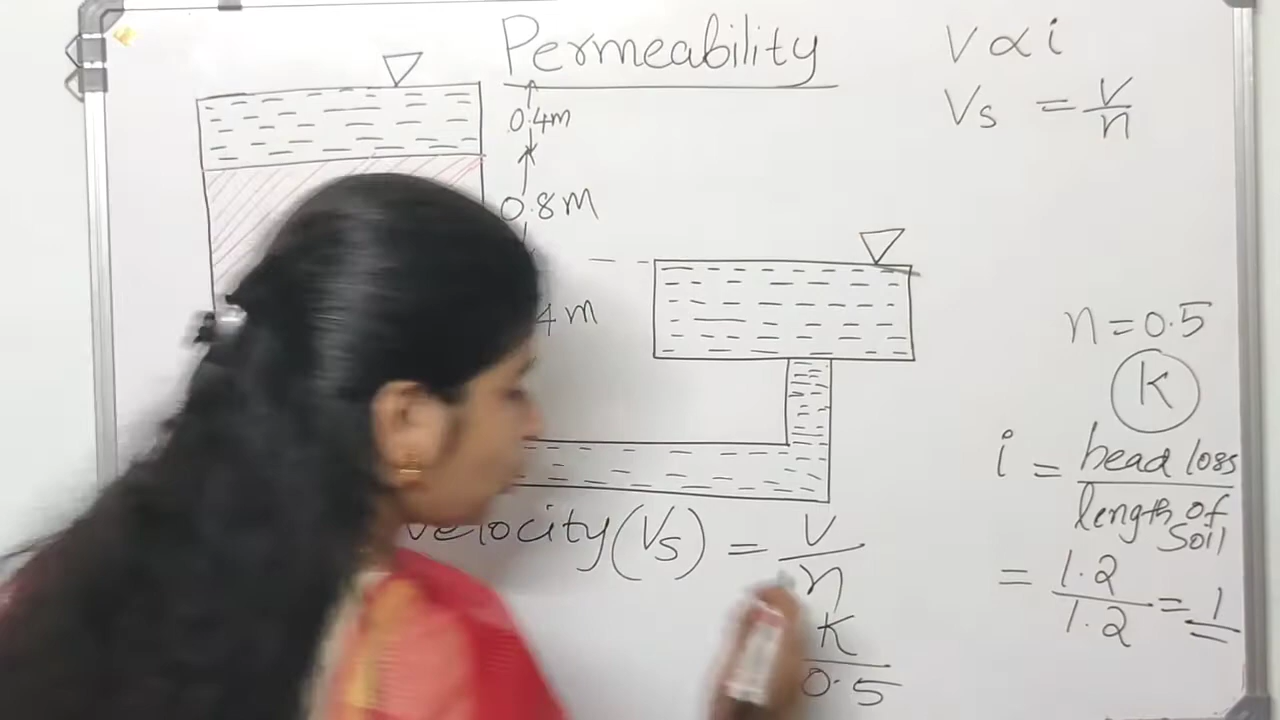 Permeability
0.4m
0.8m
4m
V ∝ i
Vs = V/n
n = 0.5
K
i = head loss / length of soil
= 1.2 / 1.2 = 1
velocity (Vs) = V/n
K / 0.5